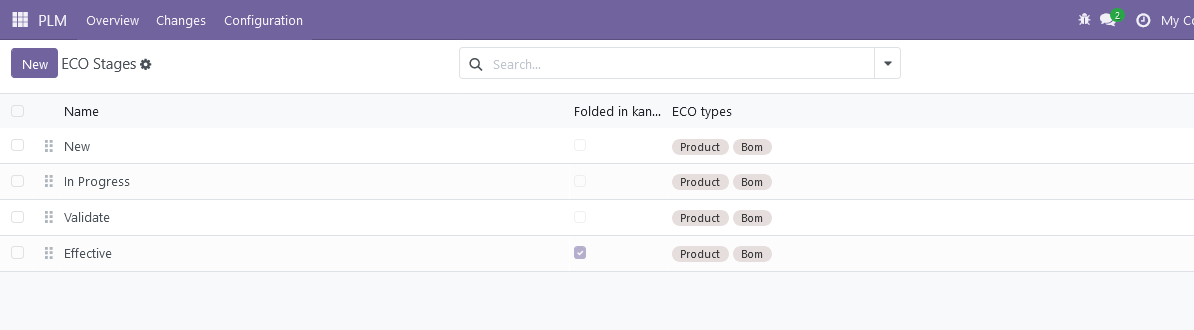 PLM Overview Changes Configuration 2 My Co
New ECO Stages Search...
Name Folded in kan... ECO types
New Product Bom
In Progress Product Bom
Validate Product Bom
Effective Product Bom